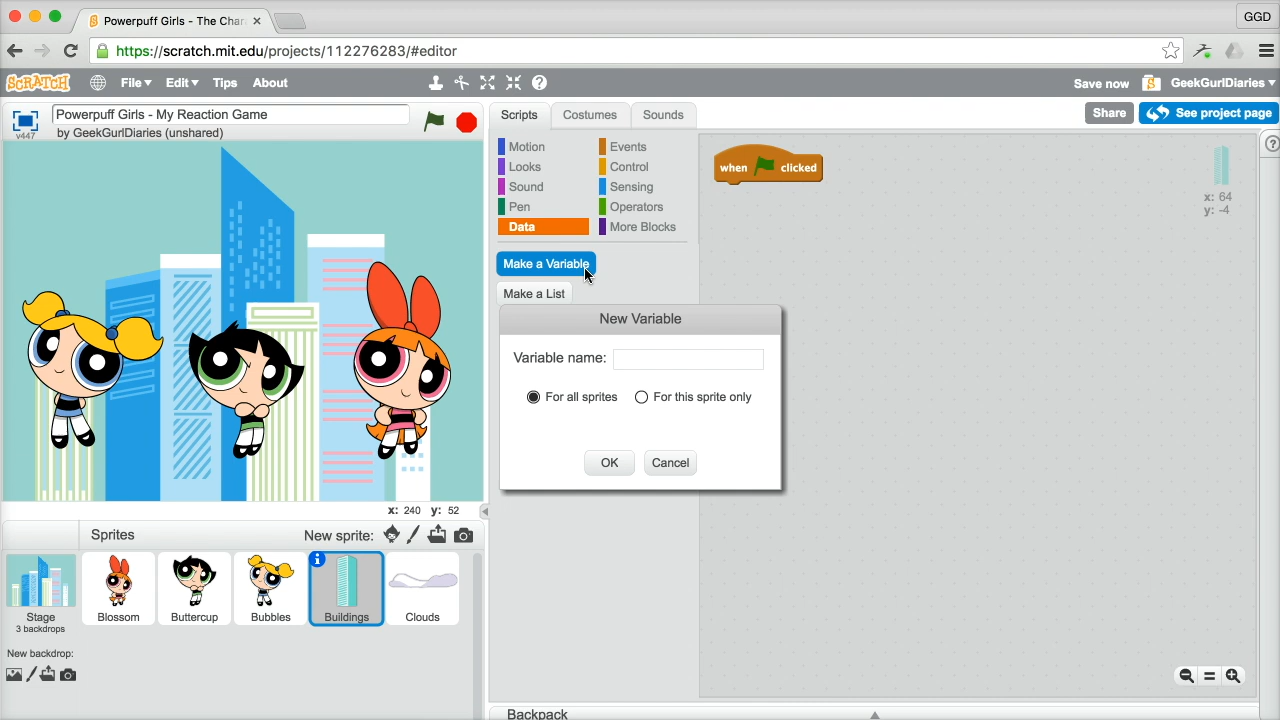 Powerpuff Girls - The Char
GGD
https://scratch.mit.edu/projects/112276283/#editor
SCRATCH
File
Edit
Tips
About
Save now
GeekGurlDiaries
v447
Powerpuff Girls - My Reaction Game
by GeekGurlDiaries (unshared)
Scripts
Costumes
Sounds
Share
See project page
Motion
Looks
Sound
Pen
Data
Events
Control
Sensing
Operators
More Blocks
when clicked
x: 64
y: -4
Make a Variable
Make a List
New Variable
Variable name:
For all sprites
For this sprite only
OK
Cancel
x: 240 y: 52
Sprites
New sprite:
Stage
3 backdrops
Blossom
Buttercup
Bubbles
Buildings
Clouds
New backdrop:
Backpack